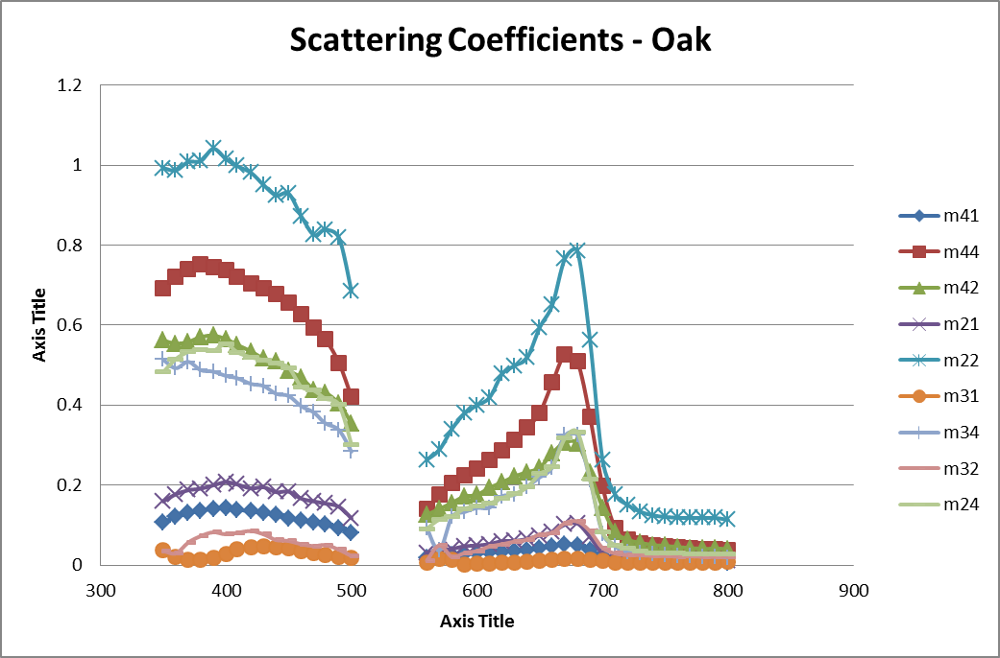 Scattering Coefficients - Oak
1.2
1
0.8
0.6
0.4
0.2
0
300 400 500 600 700 800 900
Axis Title
Axis Title
m41
m44
m42
m21
m22
m31
m34
m32
m24